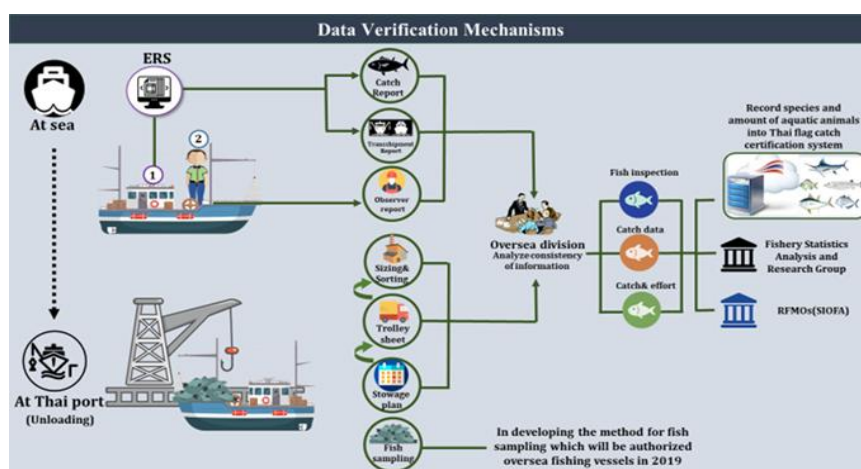 Data Verification Mechanisms
At sea
ERS
1
2
Catch
Report
Transshipment
Report
Observer
report
At Thai port
(Unloading)
Sizing&
Sorting
Trolley
sheet
Stowage
plan
Fish
sampling
Oversea division
Analyze consistency
of information
Fish inspection
Catch data
Catch& effort
Record species and
amount of aquatic animals
into Thai flag catch
certification system
Fishery Statistics
Analysis and
Research Group
RFMOs(SIOFA)
In developing the method for fish
sampling which will be authorized
oversea fishing vessels in 2019